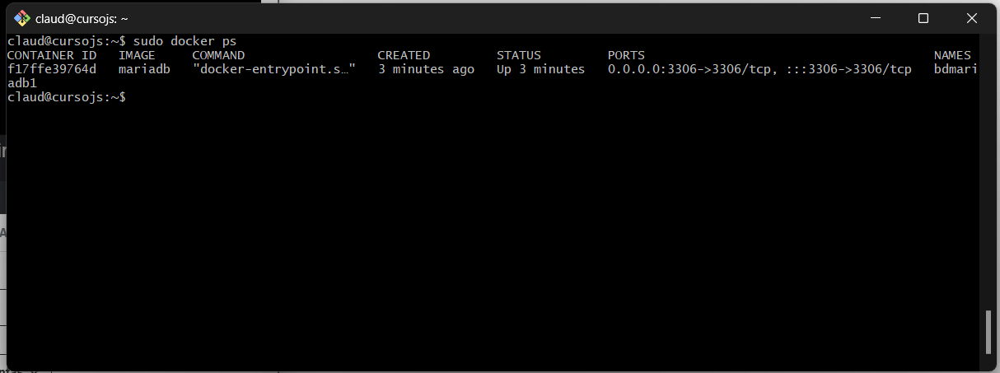 claud@cursojs: ~
claud@cursojs:~$ sudo docker ps
CONTAINER ID   IMAGE     COMMAND                  CREATED         STATUS         PORTS                                       NAMES
f17ffe39764d   mariadb   "docker-entrypoint.s…"   3 minutes ago   Up 3 minutes   0.0.0.0:3306->3306/tcp, :::3306->3306/tcp   bdmari
adb1
claud@cursojs:~$